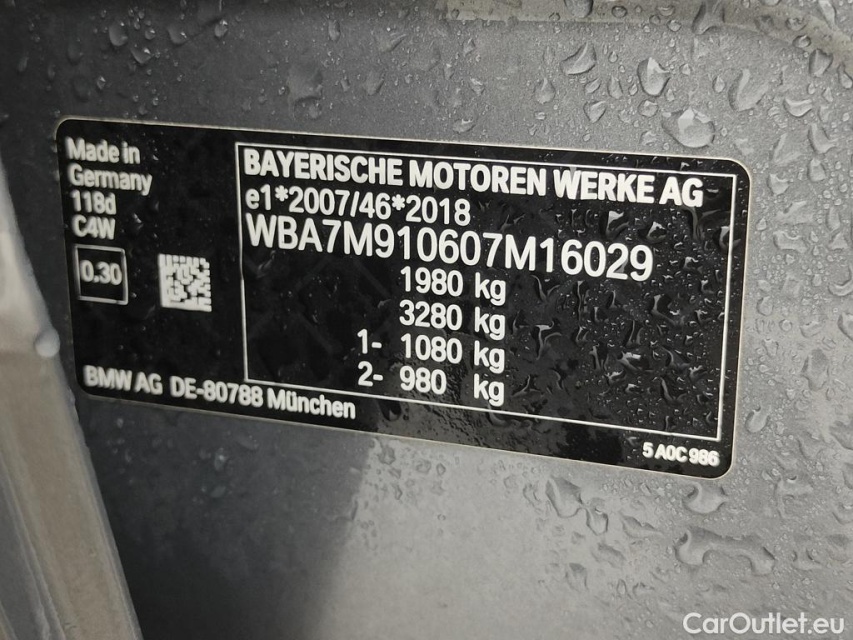 Made in
Germany
118d
C4W
0.30
BMW AG DE-80788 München
BAYERISCHE MOTOREN WERKE AG
e1*2007/46*2018
WBA7M910607M16029
1980 kg
3280 kg
1- 1080 kg
2- 980 kg
5 A0C 986
CarOutlet.eu